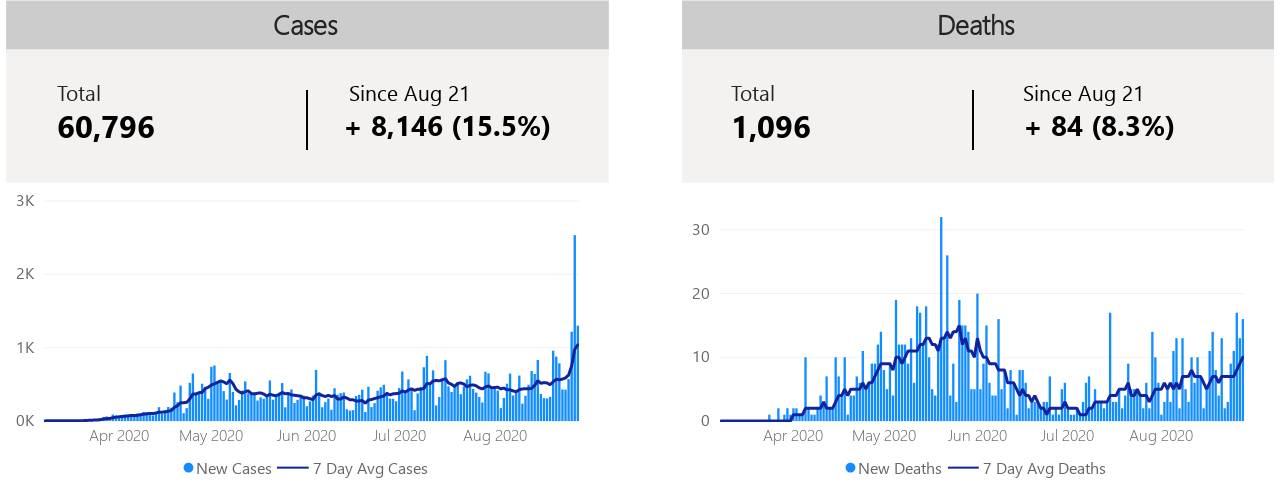 Cases
Total
60,796
Since Aug 21
+ 8,146 (15.5%)
3K
2K
1K
0K
Apr 2020 May 2020 Jun 2020 Jul 2020 Aug 2020
New Cases 7 Day Avg Cases
Deaths
Total
1,096
Since Aug 21
+ 84 (8.3%)
30
20
10
0
Apr 2020 May 2020 Jun 2020 Jul 2020 Aug 2020
New Deaths 7 Day Avg Deaths